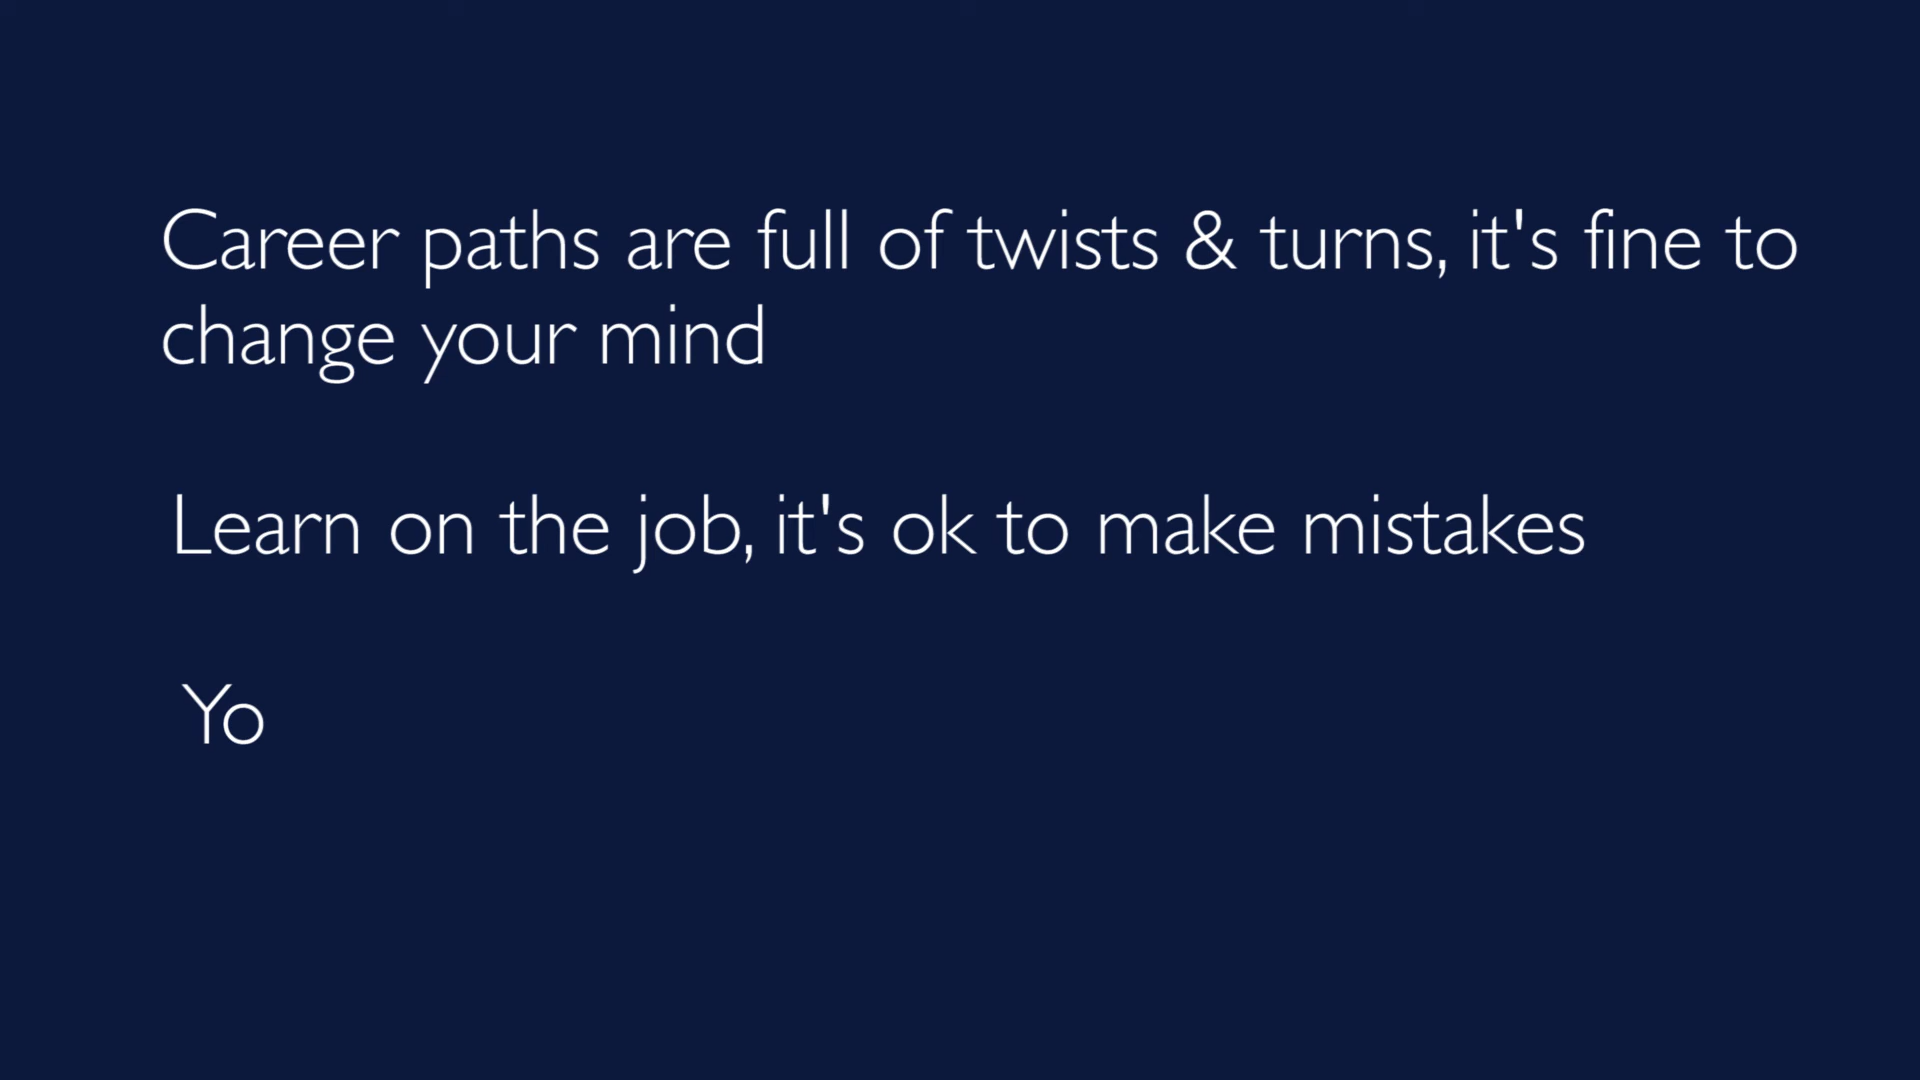 Career paths are full of twists & turns, it's fine to
change your mind
Learn on the job, it's ok to make mistakes
Yo